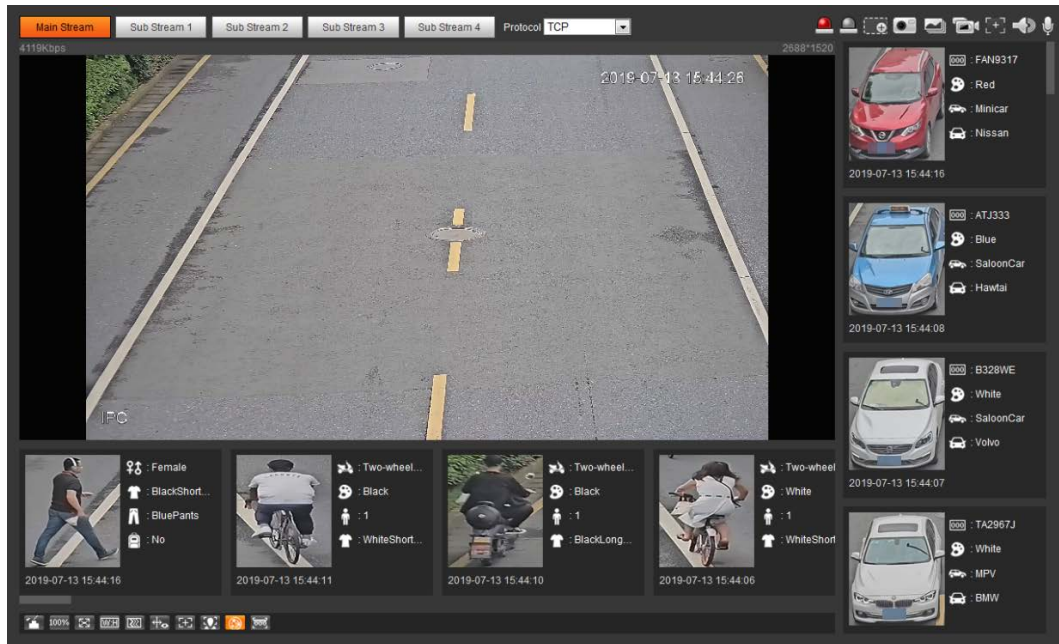 Main Stream
Sub Stream 1
Sub Stream 2
Sub Stream 3
Sub Stream 4
Protocol TCP
4119Kbps
2688*1520
2019-07-13 15:44:26
IPC
: FAN9317
: Red
: Minicar
: Nissan
2019-07-13 15:44:16
: ATJ333
: Blue
: SaloonCar
: Hawtai
2019-07-13 15:44:08
: B328WE
: White
: SaloonCar
: Volvo
2019-07-13 15:44:07
: TA2967J
: White
: MPV
: BMW
: Female
: BlackShort...
: BluePants
: No
2019-07-13 15:44:16
: Two-wheel...
: Black
: 1
: WhiteShort...
2019-07-13 15:44:11
: Two-wheel...
: Black
: 1
: BlackLong...
2019-07-13 15:44:10
: Two-wheel
: White
: 1
: WhiteShort
2019-07-13 15:44:06
100%
W:H